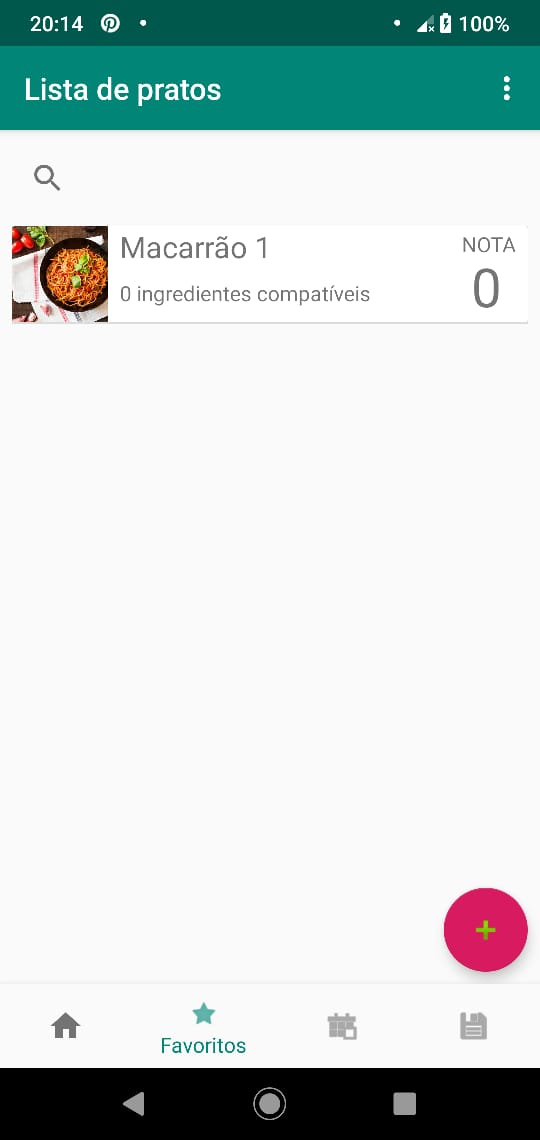 20:14
100%
Lista de pratos
Macarrão 1
NOTA
0 ingredientes compatíveis
0
Favoritos